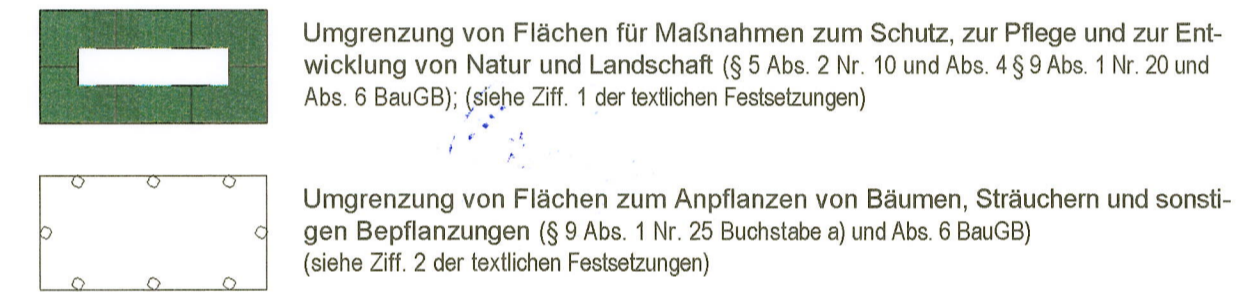 Umgrenzung von Flächen für Maßnahmen zum Schutz, zur Pflege und zur Ent-
wicklung von Natur und Landschaft (§ 5 Abs. 2 Nr. 10 und Abs. 4 § 9 Abs. 1 Nr. 20 und
Abs. 6 BauGB); (siehe Ziff. 1 der textlichen Festsetzungen)
Umgrenzung von Flächen zum Anpflanzen von Bäumen, Sträuchern und sonsti-
gen Bepflanzungen (§ 9 Abs. 1 Nr. 25 Buchstabe a) und Abs. 6 BauGB)
(siehe Ziff. 2 der textlichen Festsetzungen)